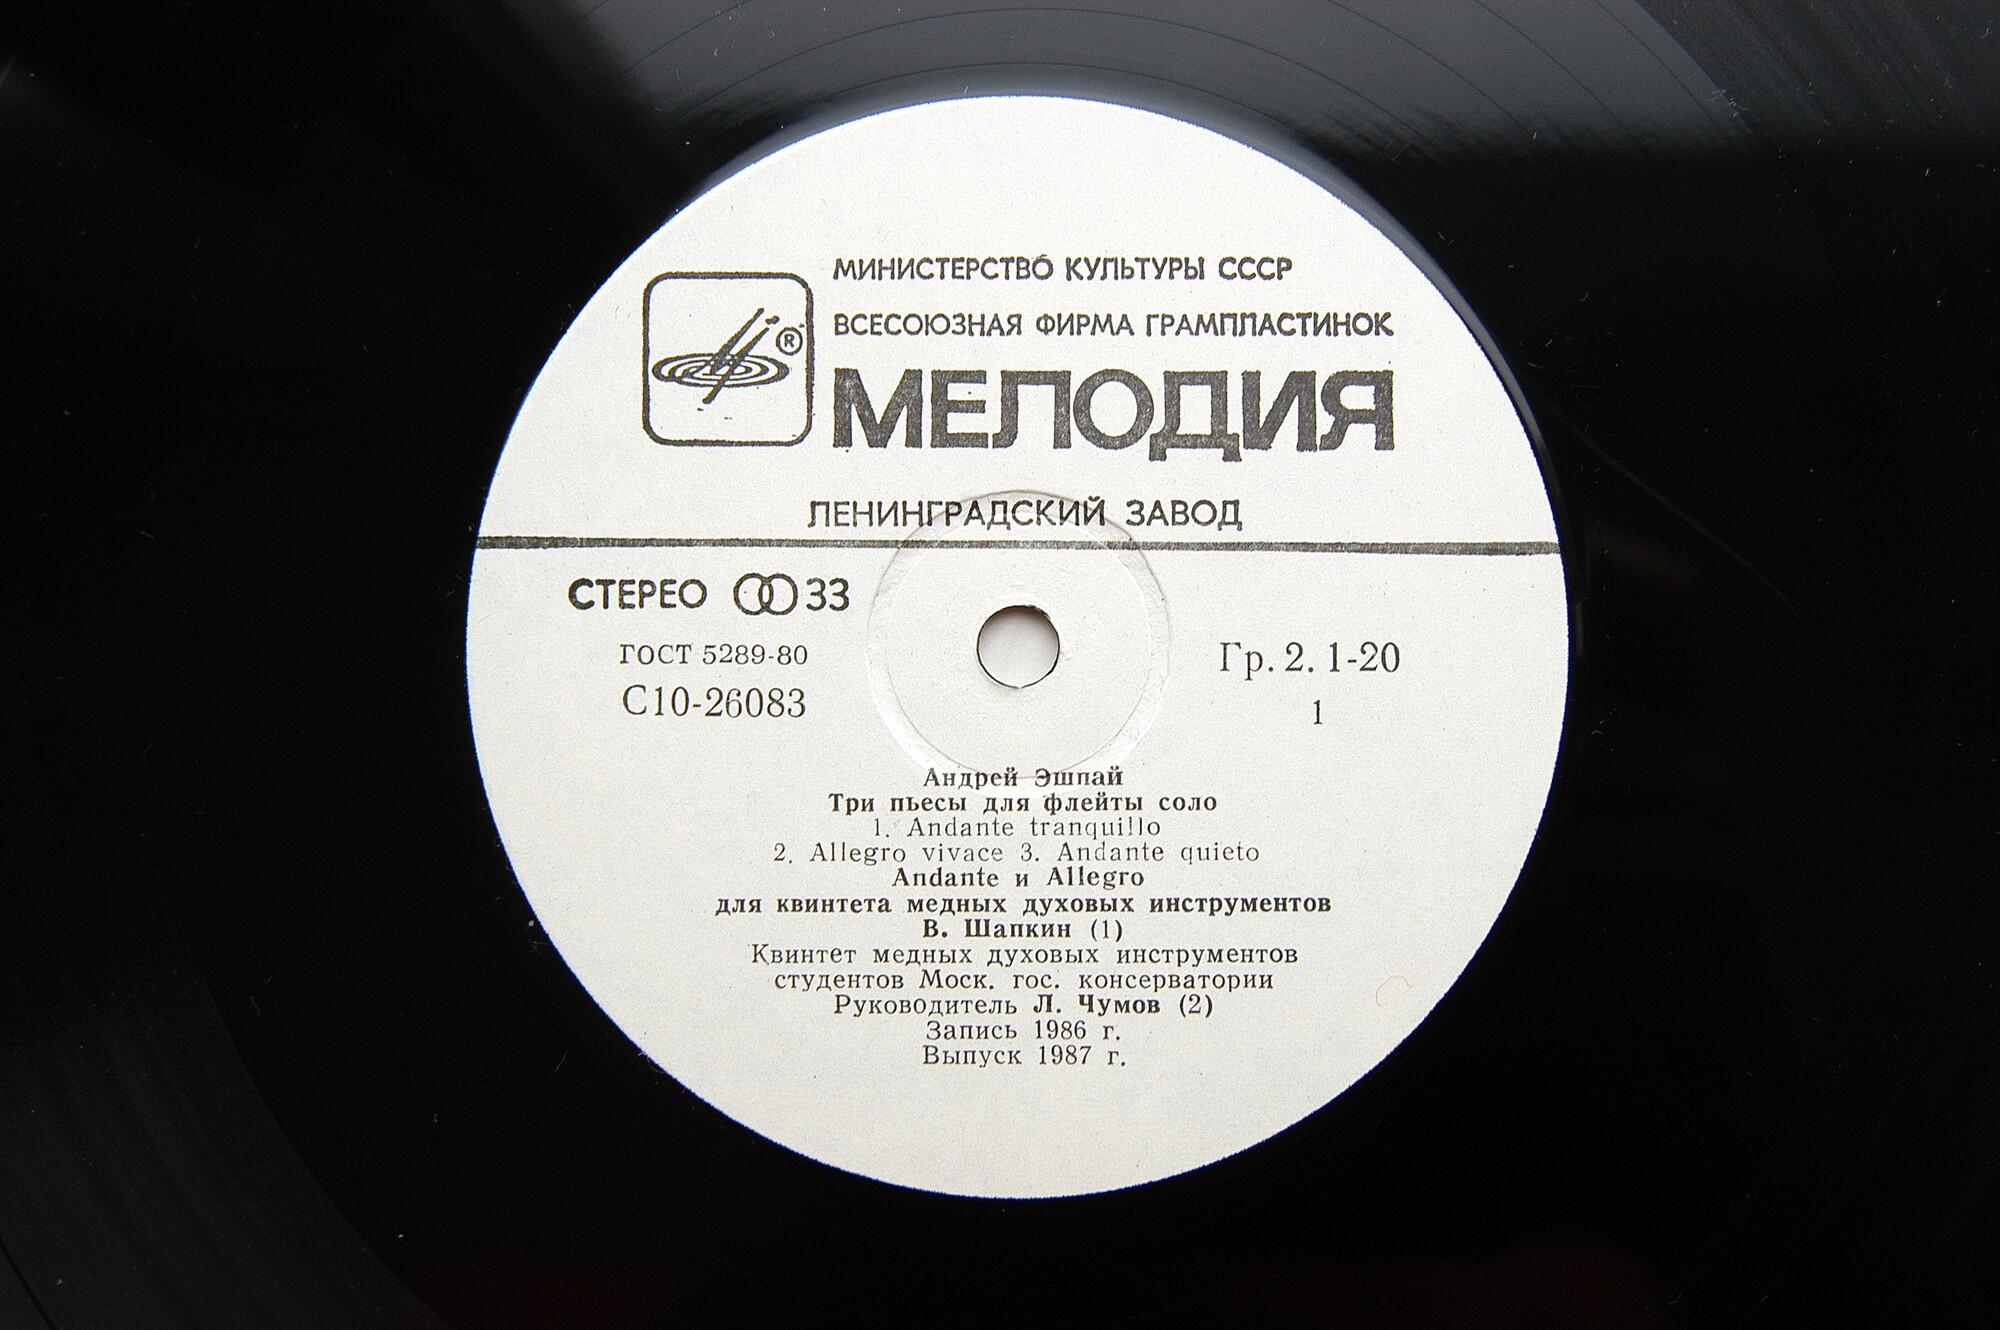 МИНИСТЕРСТВО КУЛЬТУРЫ СССР
ВСЕСОЮЗНАЯ ФИРМА ГРАМПЛАСТИНОК
®
МЕЛОДИЯ
ЛЕНИНГРАДСКИЙ ЗАВОД
СТЕРЕО 33
ГОСТ 5289-80
Гр. 2. 1-20
С10-26083
1
Андрей Эшпай
Три пьесы для флейты соло
1. Andante tranquillo
2. Allegro vivace 3. Andante quieto
Andante и Allegro
для квинтета медных духовых инструментов
В. Шапкин (1)
Квинтет медных духовых инструментов
студентов Моск. гос. консерватории
Руководитель Л. Чумов (2)
Запись 1986 г.
Выпуск 1987 г.